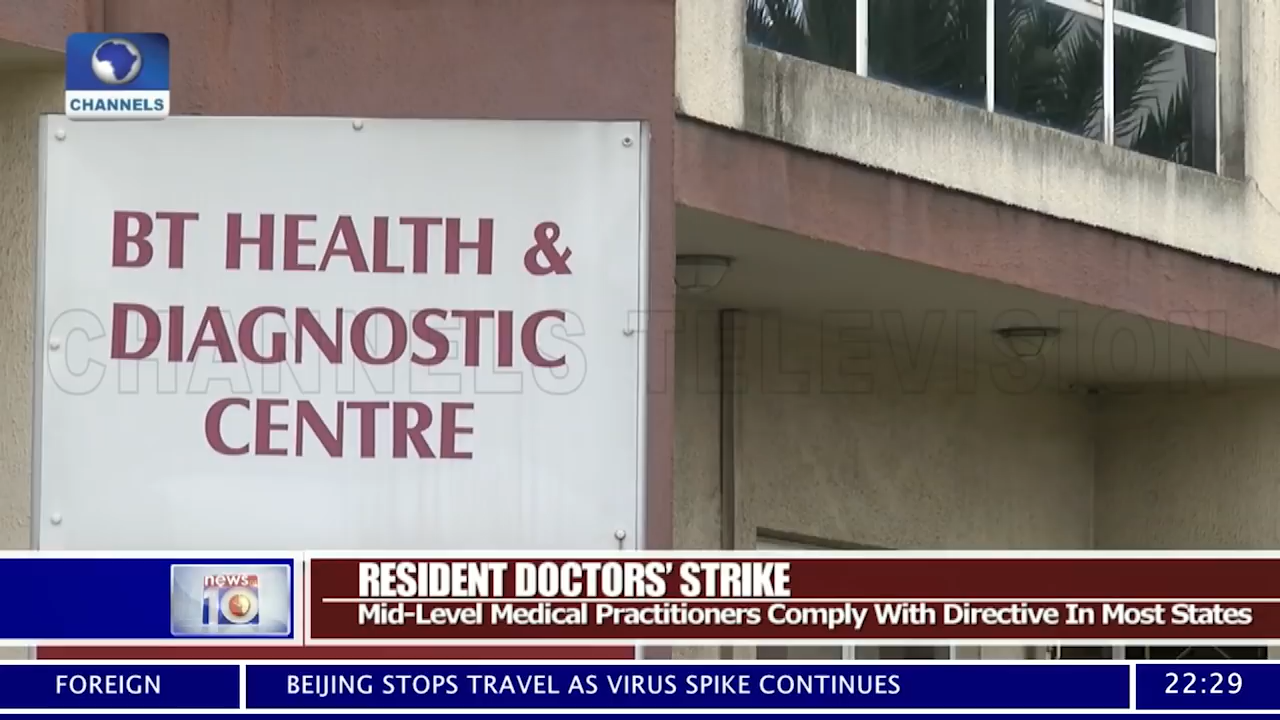 CHANNELS
BT HEALTH &
DIAGNOSTIC
CENTRE
CHANNELS TELEVISION
news at
10
RESIDENT DOCTORS' STRIKE
Mid-Level Medical Practitioners Comply With Directive In Most States
FOREIGN
BEIJING STOPS TRAVEL AS VIRUS SPIKE CONTINUES
22:29